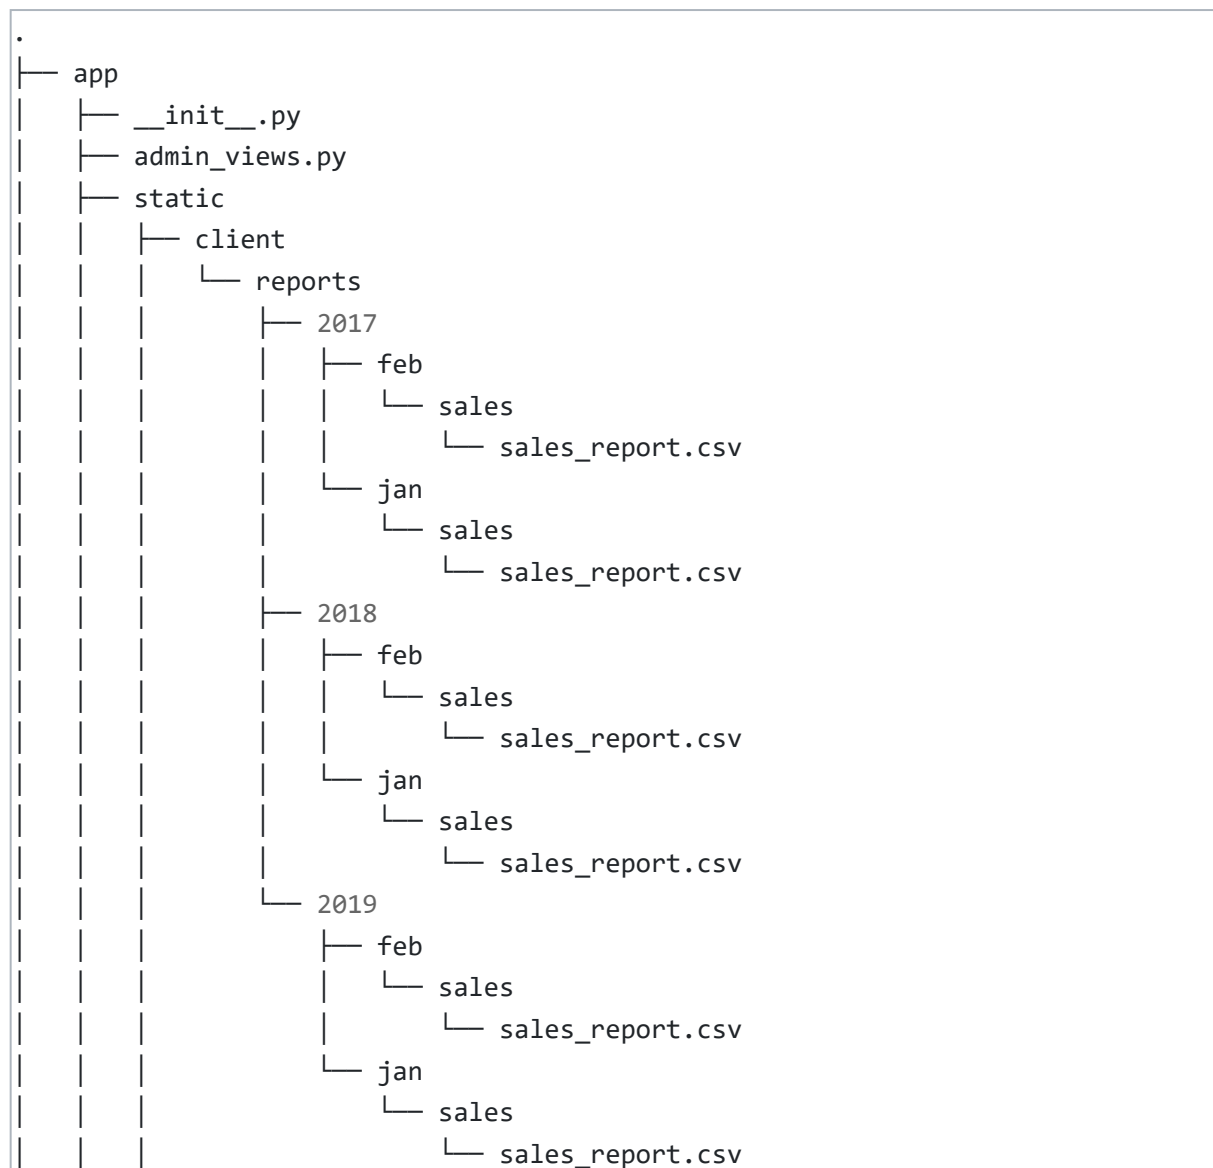 .
├── app
│   ├── __init__.py
│   ├── admin_views.py
│   ├── static
│   │   ├── client
│   │   │   └── reports
│   │   │       ├── 2017
│   │   │       │   ├── feb
│   │   │       │   │   └── sales
│   │   │       │   │       └── sales_report.csv
│   │   │       │   └── jan
│   │   │       │       └── sales
│   │   │       │           └── sales_report.csv
│   │   │       ├── 2018
│   │   │       │   ├── feb
│   │   │       │   │   └── sales
│   │   │       │   │       └── sales_report.csv
│   │   │       │   └── jan
│   │   │       │       └── sales
│   │   │       │           └── sales_report.csv
│   │   │       └── 2019
│   │   │           ├── feb
│   │   │           │   └── sales
│   │   │           │       └── sales_report.csv
│   │   │           └── jan
│   │   │               └── sales
│   │   │                   └── sales_report.csv